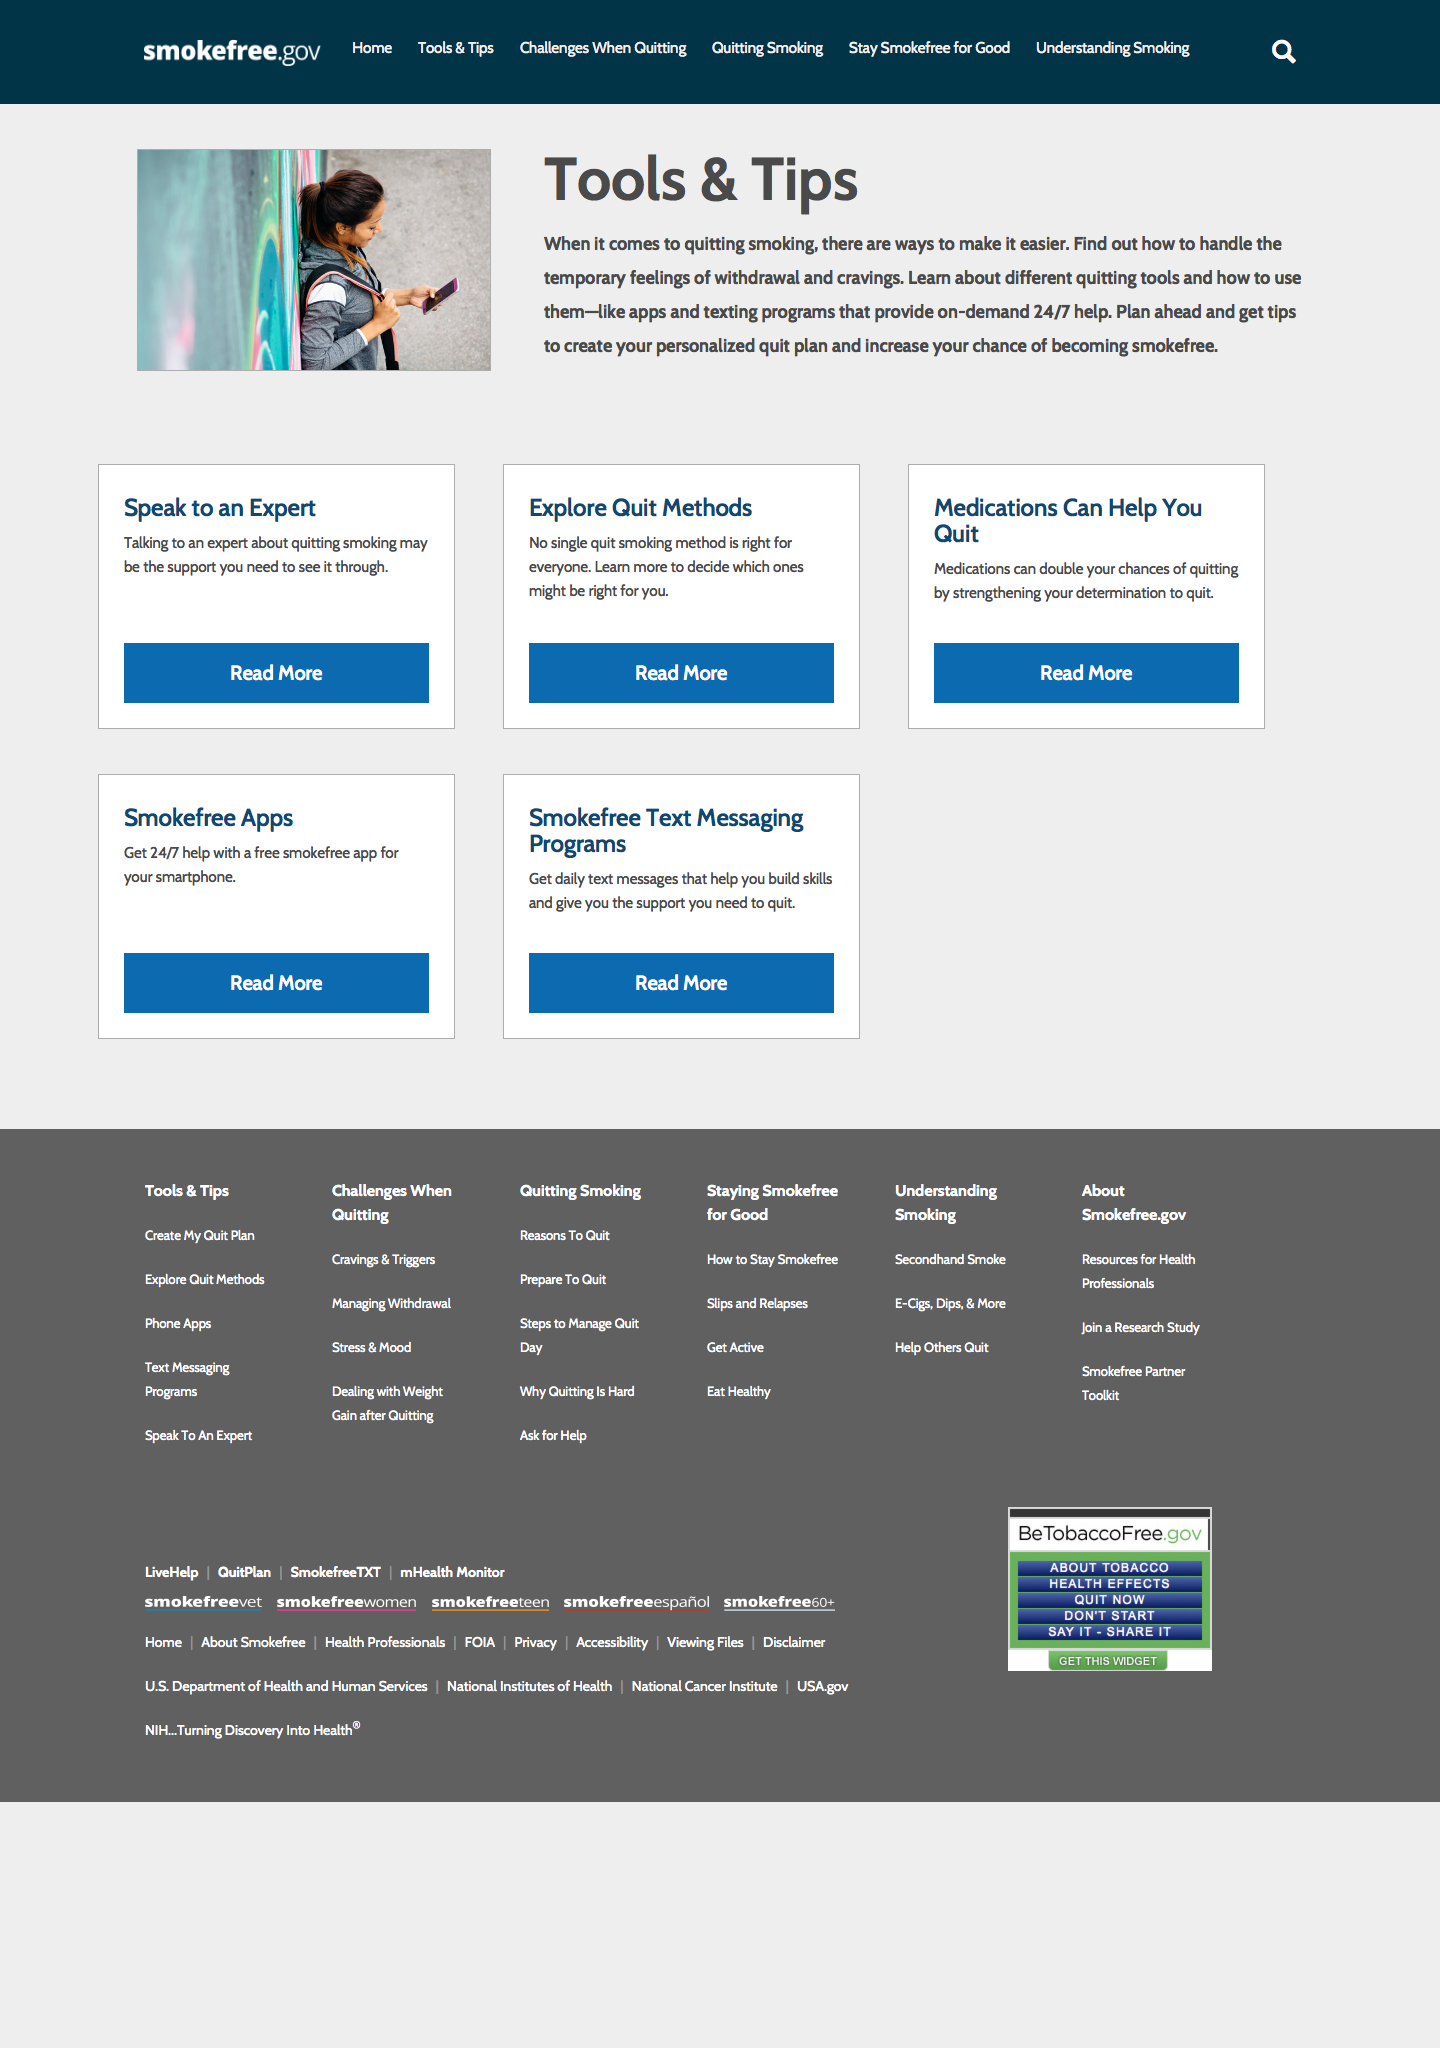 smokefree.gov
Home Tools & Tips Challenges When Quitting Quitting Smoking Stay Smokefree for Good Understanding Smoking
Tools & Tips
When it comes to quitting smoking, there are ways to make it easier. Find out how to handle the
temporary feelings of withdrawal and cravings. Learn about different quitting tools and how to use
them—like apps and texting programs that provide on-demand 24/7 help. Plan ahead and get tips
to create your personalized quit plan and increase your chance of becoming smokefree.
Speak to an Expert
Talking to an expert about quitting smoking may
be the support you need to see it through.
Read More
Explore Quit Methods
No single quit smoking method is right for
everyone. Learn more to decide which ones
might be right for you.
Read More
Medications Can Help You
Quit
Medications can double your chances of quitting
by strengthening your determination to quit.
Read More
Smokefree Apps
Get 24/7 help with a free smokefree app for
your smartphone.
Read More
Smokefree Text Messaging
Programs
Get daily text messages that help you build skills
and give you the support you need to quit.
Read More
Tools & Tips
Create My Quit Plan
Explore Quit Methods
Phone Apps
Text Messaging
Programs
Speak To An Expert
Challenges When
Quitting
Cravings & Triggers
Managing Withdrawal
Stress & Mood
Dealing with Weight
Gain after Quitting
Quitting Smoking
Reasons To Quit
Prepare To Quit
Steps to Manage Quit
Day
Why Quitting Is Hard
Ask for Help
Staying Smokefree
for Good
How to Stay Smokefree
Slips and Relapses
Get Active
Eat Healthy
Understanding
Smoking
Secondhand Smoke
E-Cigs, Dips, & More
Help Others Quit
About
Smokefree.gov
Resources for Health
Professionals
Join a Research Study
Smokefree Partner
Toolkit
LiveHelp | QuitPlan | SmokefreeTXT | mHealth Monitor
smokefreevet smokefreewomen smokefreeteen smokefreeespañol smokefree60+
Home | About Smokefree | Health Professionals | FOIA | Privacy | Accessibility | Viewing Files | Disclaimer
U.S. Department of Health and Human Services | National Institutes of Health | National Cancer Institute | USA.gov
NIH...Turning Discovery Into Health®
BeTobaccoFree.gov
ABOUT TOBACCO
HEALTH EFFECTS
QUIT NOW
DON'T START
SAY IT - SHARE IT
GET THIS WIDGET